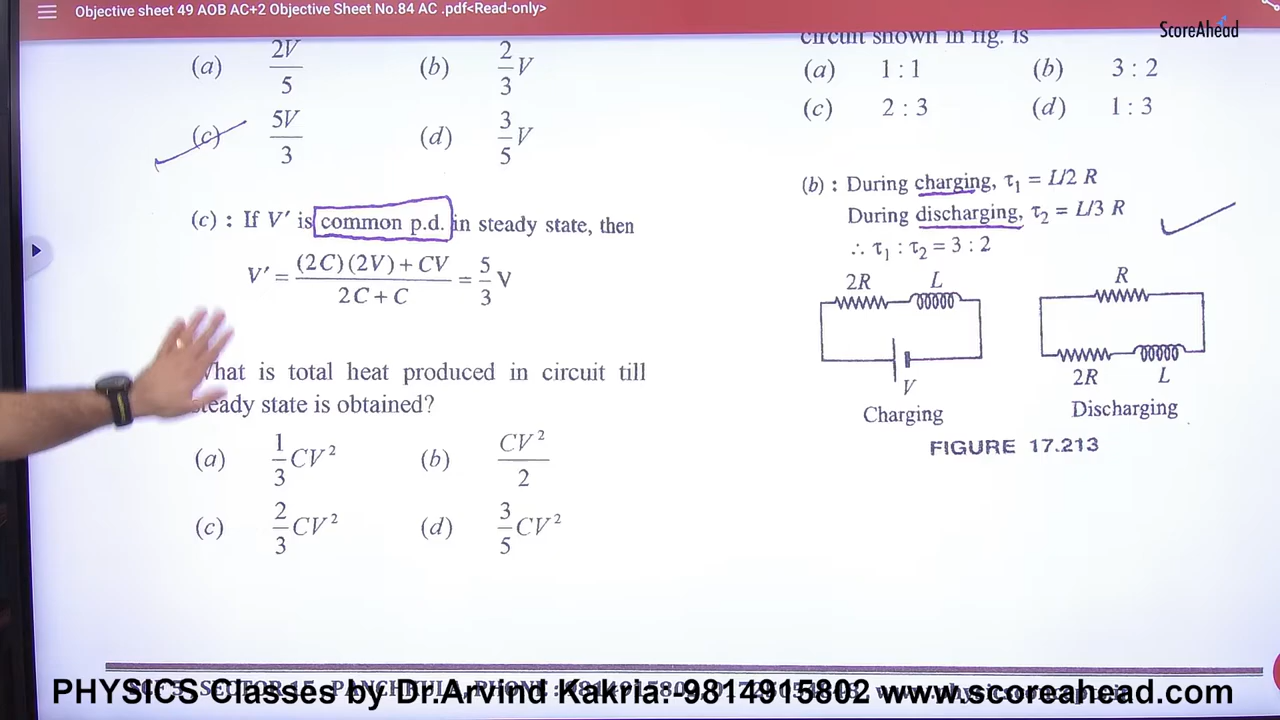 Objective sheet 49 AOB AC+2 Objective Sheet No.84 AC .pdf<Read-only>
ScoreAhead
(a) 2V/5 (b) 2/3 V
(c) 5V/3 (d) 3/5 V
(c) : If V′ is common p.d. in steady state, then
V′ = (2C)(2V) + CV / 2C + C = 5/3 V
What is total heat produced in circuit till
steady state is obtained?
(a) 1/3 CV² (b) CV²/2
(c) 2/3 CV² (d) 3/5 CV²
circuit shown in fig. is
(a) 1 : 1 (b) 3 : 2
(c) 2 : 3 (d) 1 : 3
(b) : During charging, τ₁ = L/2 R
During discharging, τ₂ = L/3 R
∴ τ₁ : τ₂ = 3 : 2
2R L
V
Charging
R
2R L
Discharging
FIGURE 17.213
PHYSICS Classes by Dr.Arvind Kakria:-9814915802 www.scoreahead.com